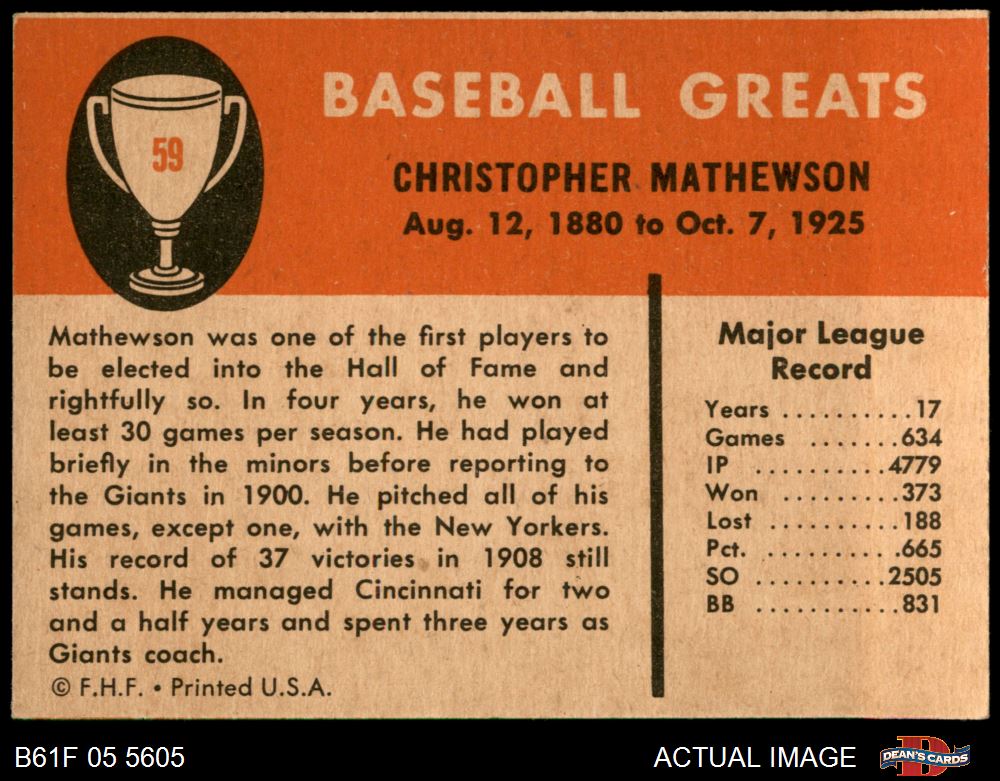 59
BASEBALL GREATS
CHRISTOPHER MATHEWSON
Aug. 12, 1880 to Oct. 7, 1925
Mathewson was one of the first players to
be elected into the Hall of Fame and
rightfully so. In four years, he won at
least 30 games per season. He had played
briefly in the minors before reporting to
the Giants in 1900. He pitched all of his
games, except one, with the New Yorkers.
His record of 37 victories in 1908 still
stands. He managed Cincinnati for two
and a half years and spent three years as
Giants coach.
© F.H.F. • Printed U.S.A.
Major League
Record
Years ..........17
Games .......634
IP ..........4779
Won .........373
Lost ..........188
Pct. ..........665
SO ..........2505
BB ...........831
B61F 05 5605
ACTUAL IMAGE
DEAN'S CARDS